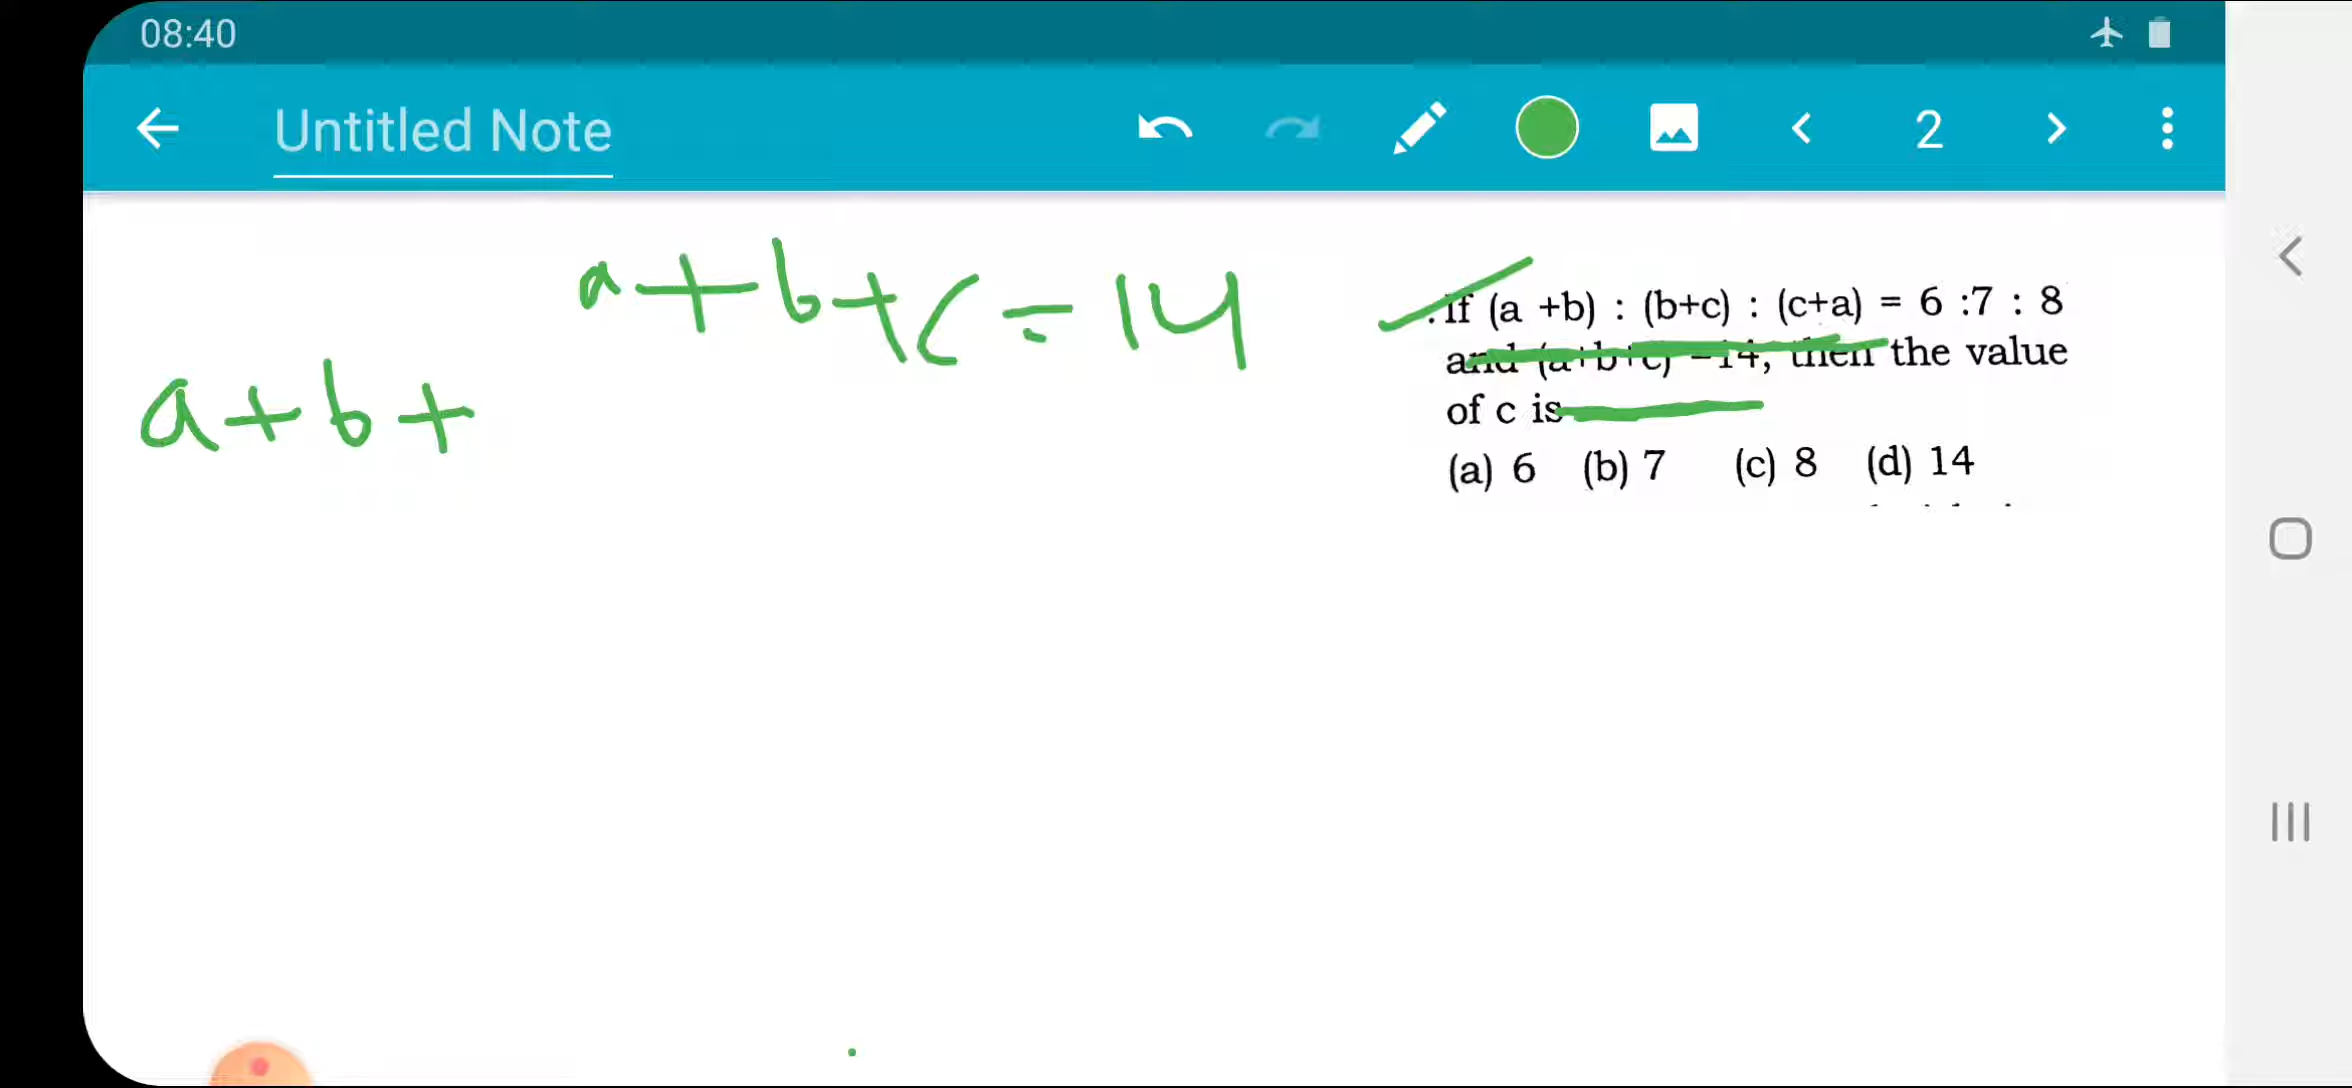 08:40
Untitled Note
2
a+b+c=14
a+b+
. If (a +b) : (b+c) : (c+a) = 6 :7 : 8
and (a+b+c) =14, then the value
of c is
(a) 6 (b) 7 (c) 8 (d) 14